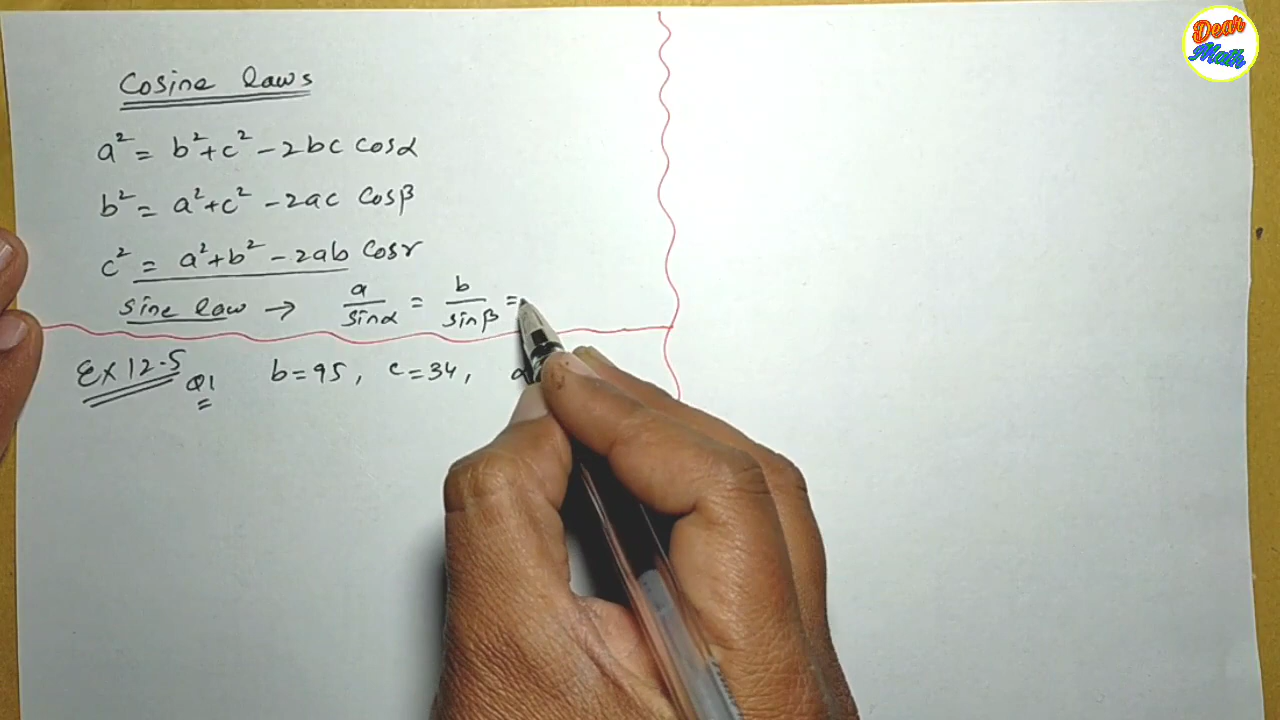 Cosine laws
a² = b² + c² - 2bc cosα
b² = a² + c² - 2ac cosβ
c² = a² + b² - 2ab cosγ
sine law → a/sinα = b/sinβ =
Ex 12.5 Q1 b = 95, c = 34, α
Dear
Math